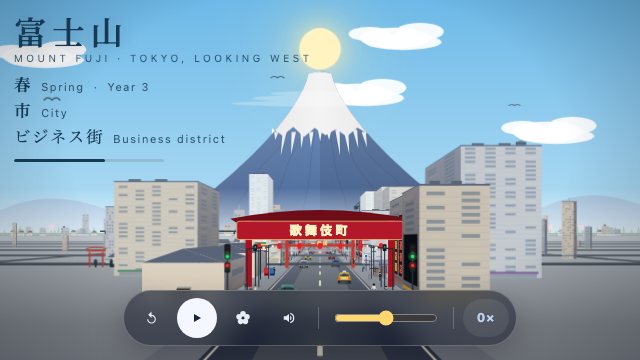 富士山
MOUNT FUJI · TOKYO, LOOKING WEST
春 Spring · Year 3
市 City
ビジネス街 Business district
歌舞伎町
0×